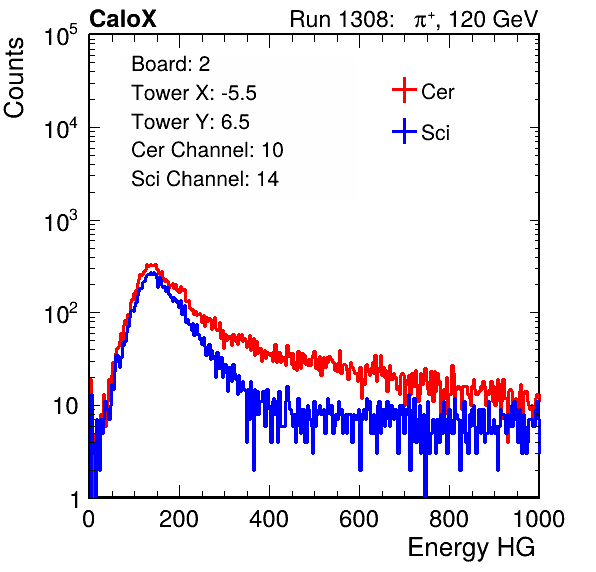 CaloX Run 1308: π⁺, 120 GeV
Counts
Board: 2
Tower X: -5.5
Tower Y: 6.5
Cer Channel: 10
Sci Channel: 14
Cer
Sci
10⁵
10⁴
10³
10²
10
1
0 200 400 600 800 1000
Energy HG